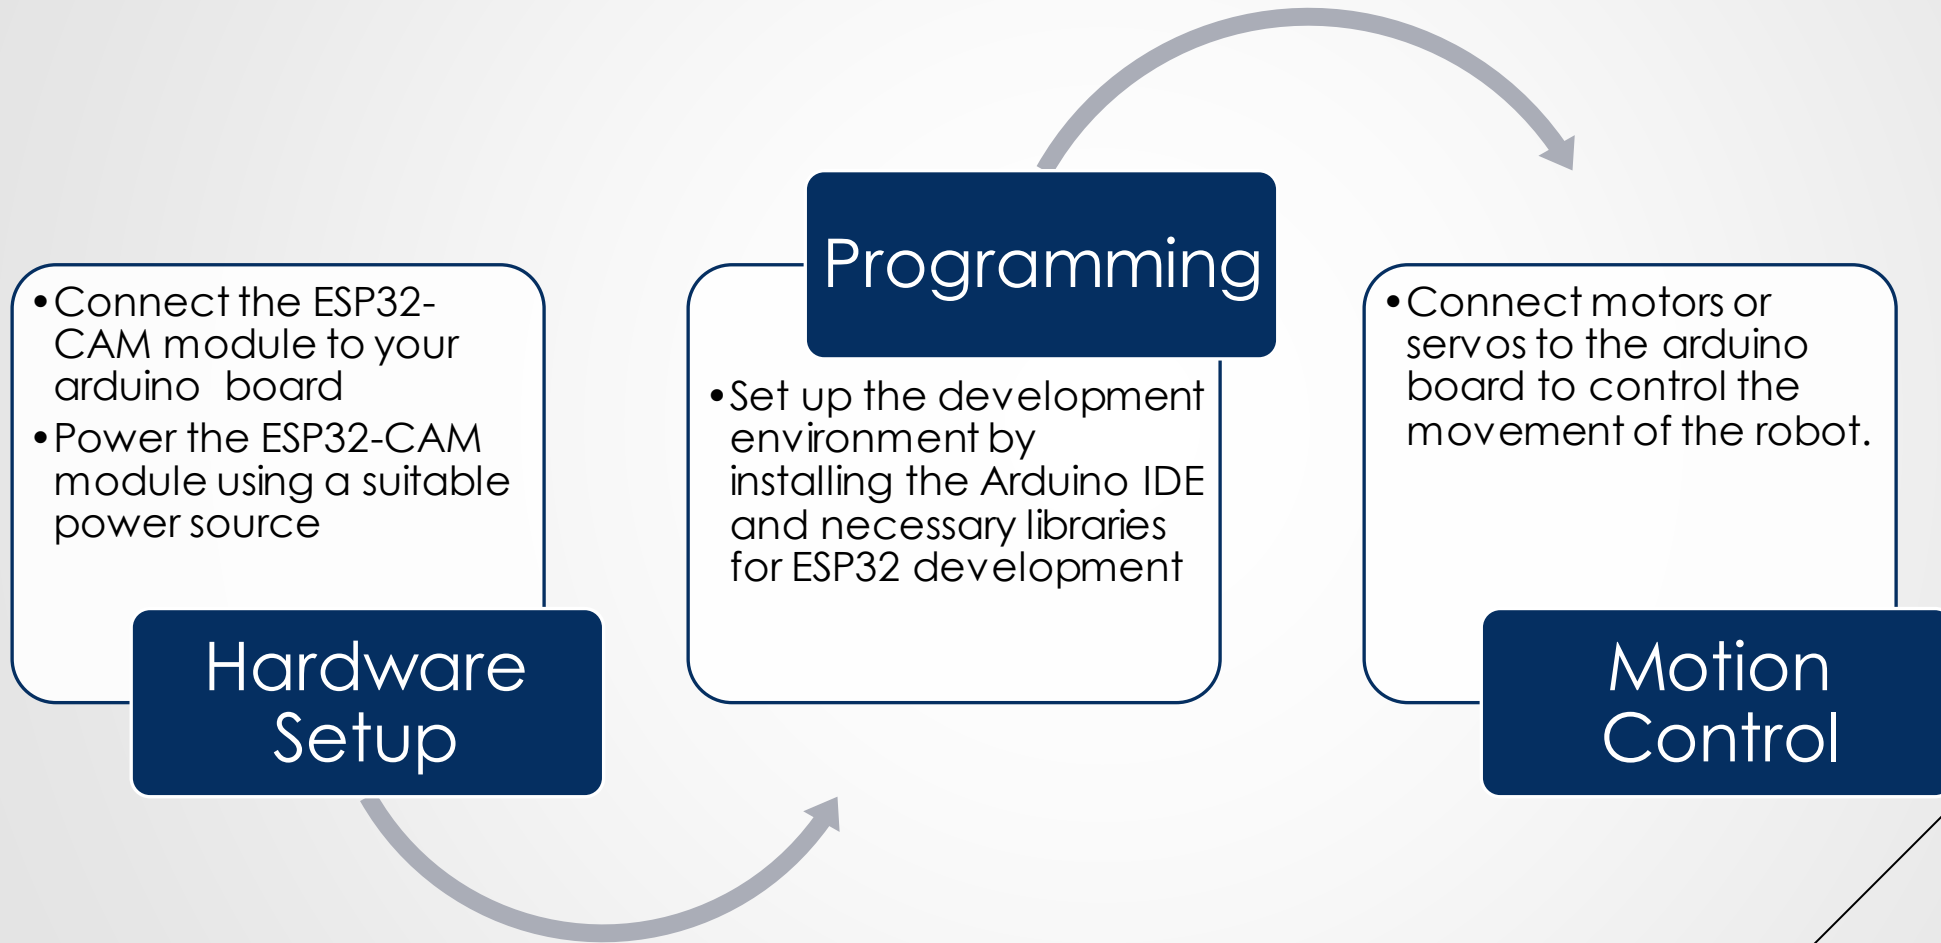 •Connect the ESP32-
CAM module to your
arduino  board
•Power the ESP32-CAM
module using a suitable
power source
Hardware
Setup
Programming
•Set up the development
environment by
installing the Arduino IDE
and necessary libraries
for ESP32 development
•Connect motors or
servos to the arduino
board to control the
movement of the robot.
Motion
Control